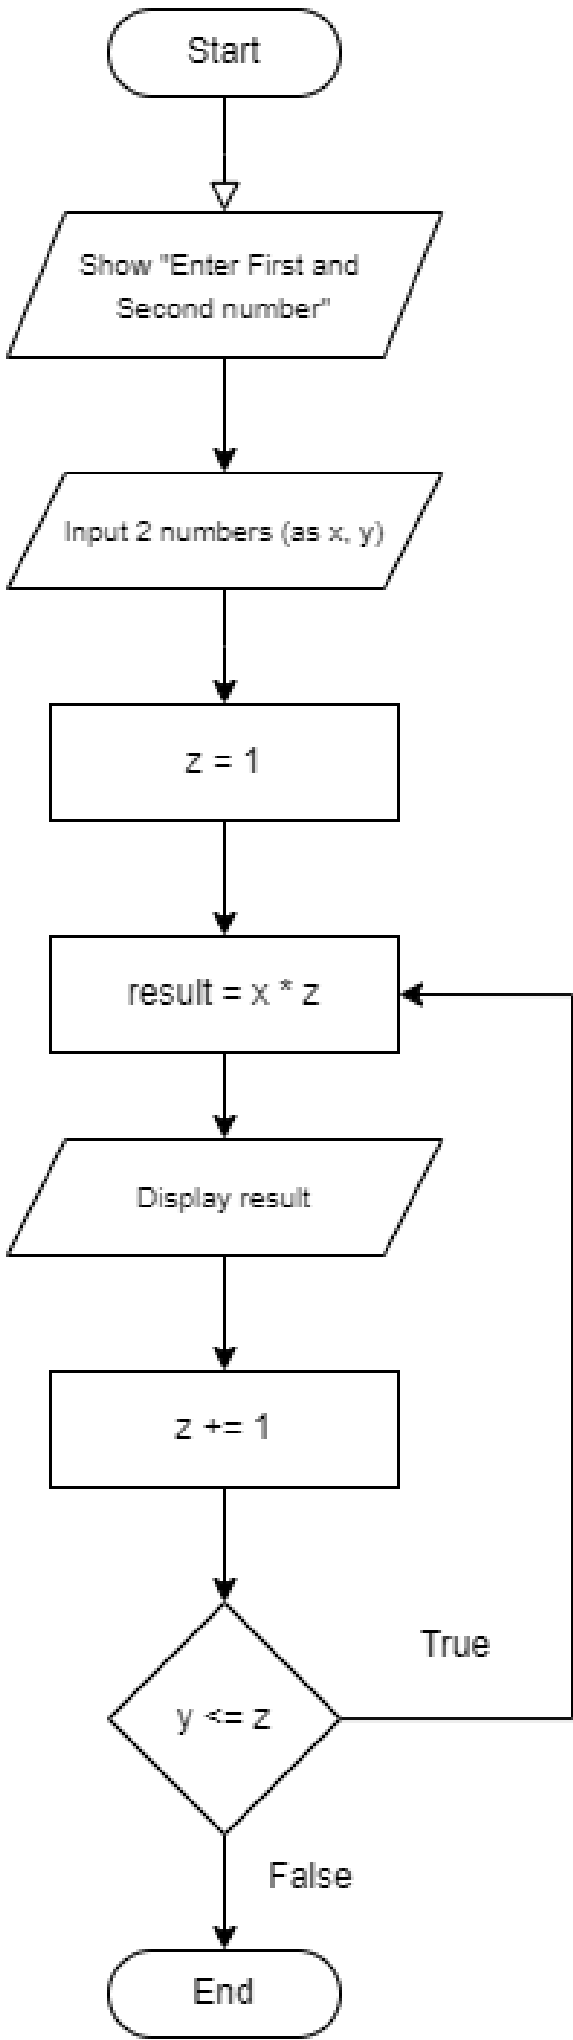 Start
Show "Enter First and
Second number"
Input 2 numbers (as x, y)
z = 1
result = x * z
Display result
z += 1
True
y <= z
False
End